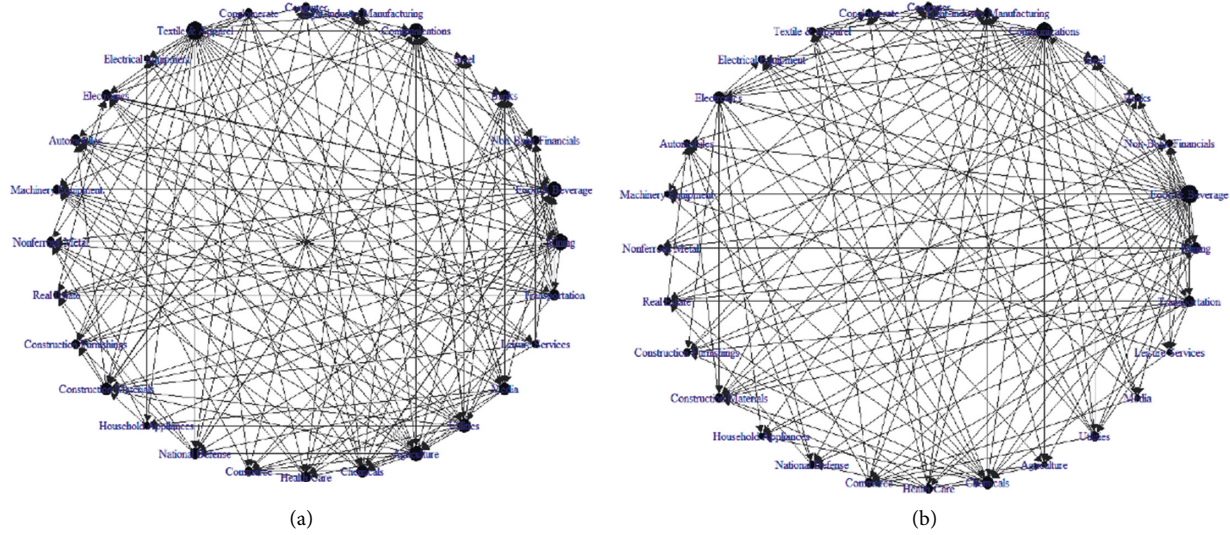 Conglomerate
Manufacturing
Textile & Apparel
Communications
Electrical Equipment
Steel
Electronics
Banks
Automobiles
Non-Bank Financials
Machinery Equipment
Food & Beverage
Nonferrous Metal
Mining
Real Estate
Transportation
Construction Furnishings
Leisure Services
Construction Materials
Media
Household Appliances
Utilities
National Defense
Agriculture
Commerce
Health Care
Chemicals
(a)
Conglomerate
Manufacturing
Textile & Apparel
Communications
Electrical Equipment
Steel
Electronics
Banks
Automobiles
Non-Bank Financials
Machinery Equipment
Food & Beverage
Nonferrous Metal
Mining
Real Estate
Transportation
Construction Furnishings
Leisure Services
Construction Materials
Media
Household Appliances
Utilities
National Defense
Agriculture
Commerce
Health Care
Chemicals
(b)